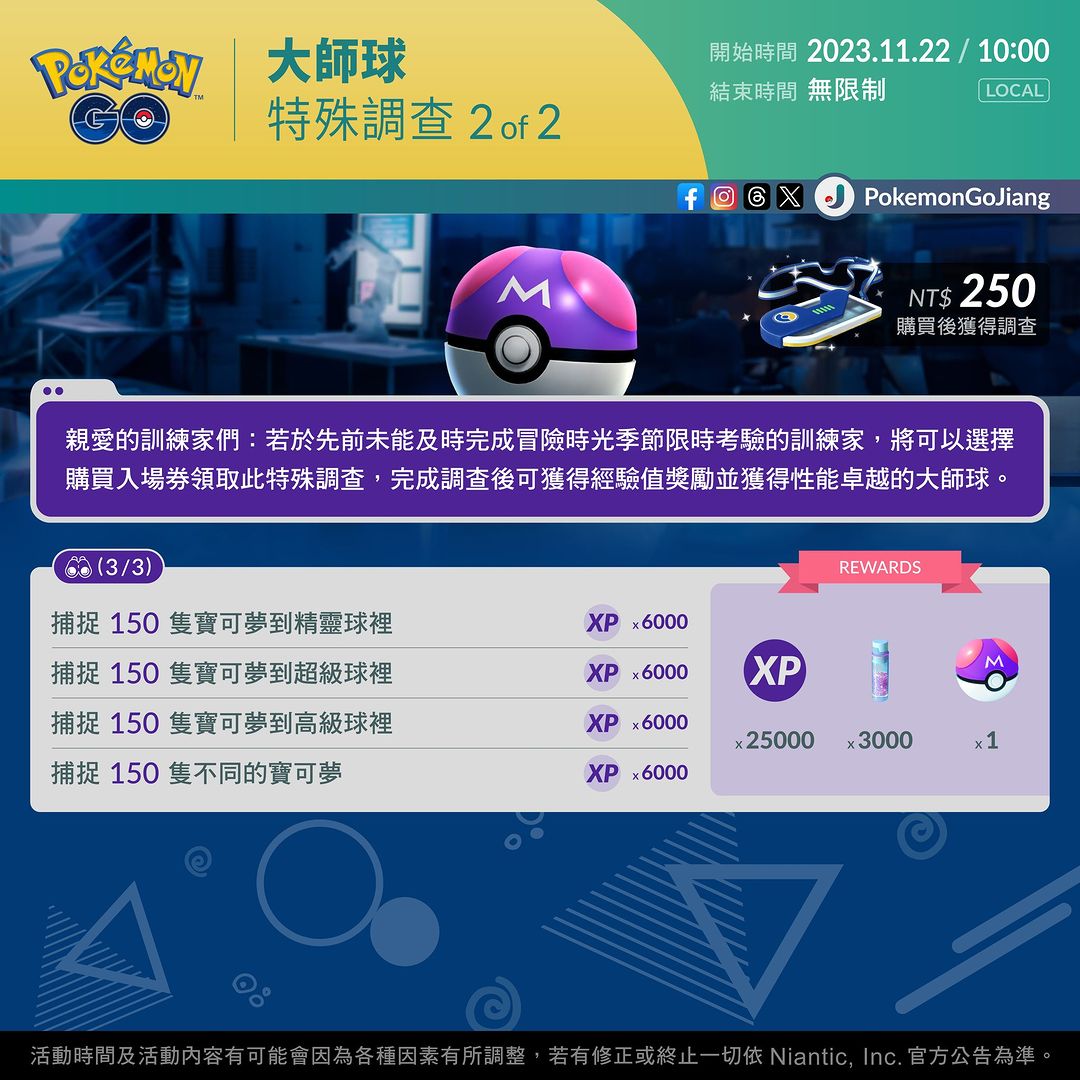 POKÉMON GO ™
大師球
特殊調查 2 of 2
開始時間 2023.11.22 / 10:00
結束時間 無限制 LOCAL
PokemonGoJiang
M
NT$ 250
購買後獲得調查
親愛的訓練家們：若於先前未能及時完成冒險時光季節限時考驗的訓練家，將可以選擇
購買入場券領取此特殊調查，完成調查後可獲得經驗值獎勵並獲得性能卓越的大師球。
(3/3)
捕捉 150 隻寶可夢到精靈球裡 XP x6000
捕捉 150 隻寶可夢到超級球裡 XP x6000
捕捉 150 隻寶可夢到高級球裡 XP x6000
捕捉 150 隻不同的寶可夢 XP x6000
REWARDS
XP M
x25000 x3000 x1
活動時間及活動內容有可能會因為各種因素有所調整，若有修正或終止一切依 Niantic, Inc. 官方公告為準。